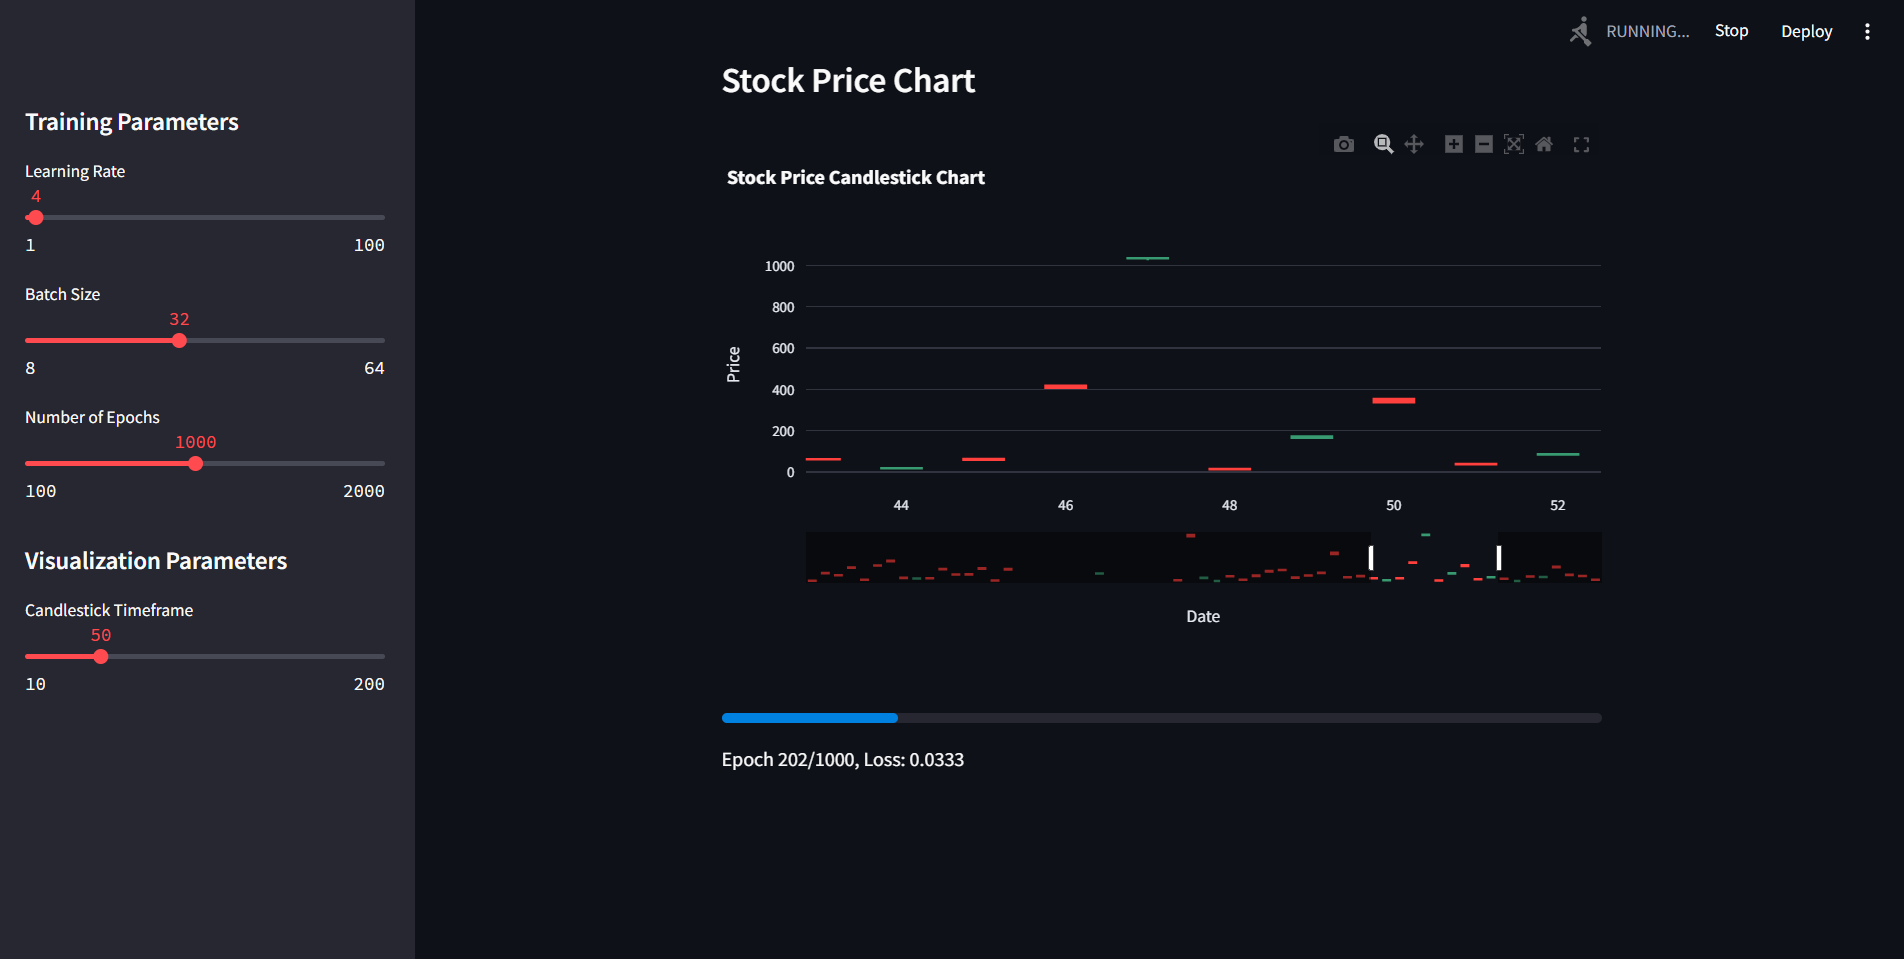 RUNNING...
Stop
Deploy
Training Parameters
Learning Rate
4
1 100
Batch Size
32
8 64
Number of Epochs
1000
100 2000
Visualization Parameters
Candlestick Timeframe
50
10 200
Stock Price Chart
Stock Price Candlestick Chart
Price
1000
800
600
400
200
0
44 46 48 50 52
Date
Epoch 202/1000, Loss: 0.0333